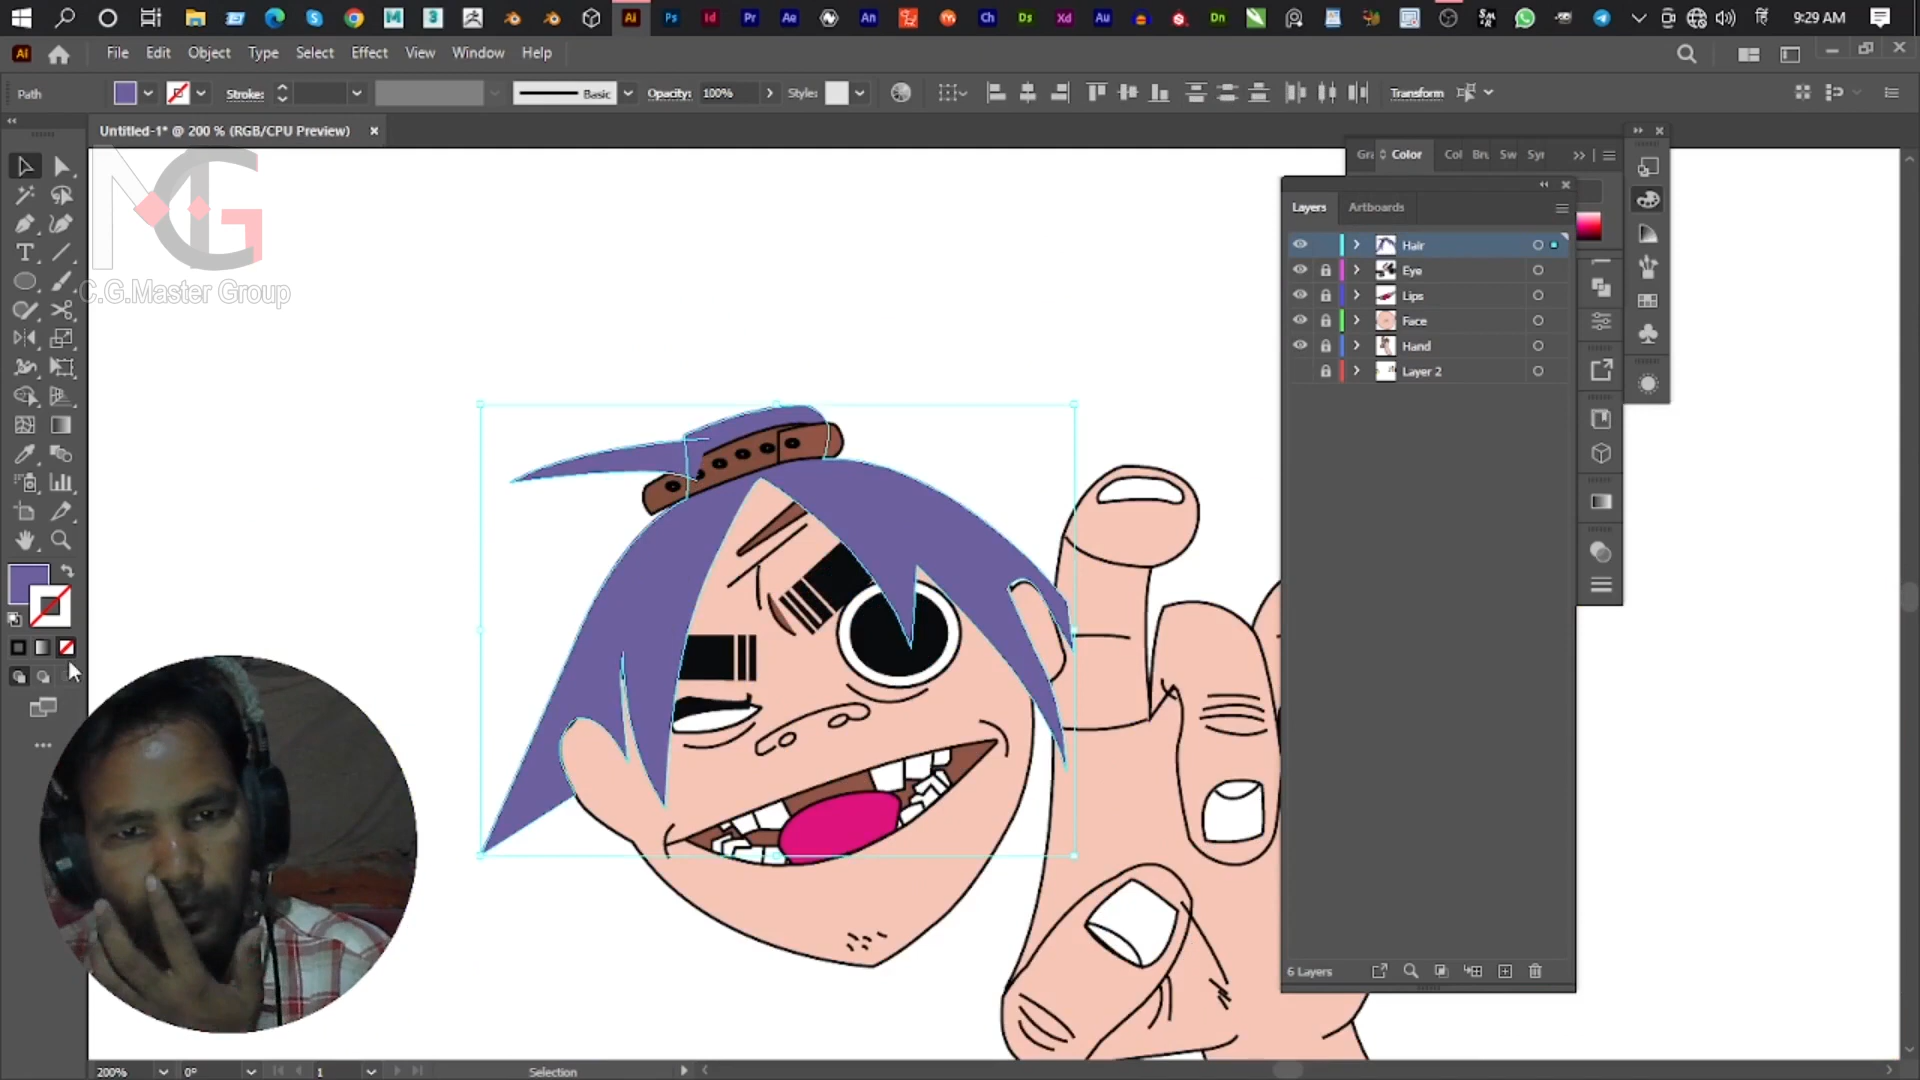 9:29 AM
Ai
File Edit Object Type Select Effect View Window Help
Path Stroke: Basic Opacity: 100% Style: Transform
Untitled-1* @ 200 % (RGB/CPU Preview)
MCG
C.G.Master Group
Color
Layers Artboards
Hair
Eye
Lips
Face
Hand
Layer 2
6 Layers
200% 0° 1 Selection